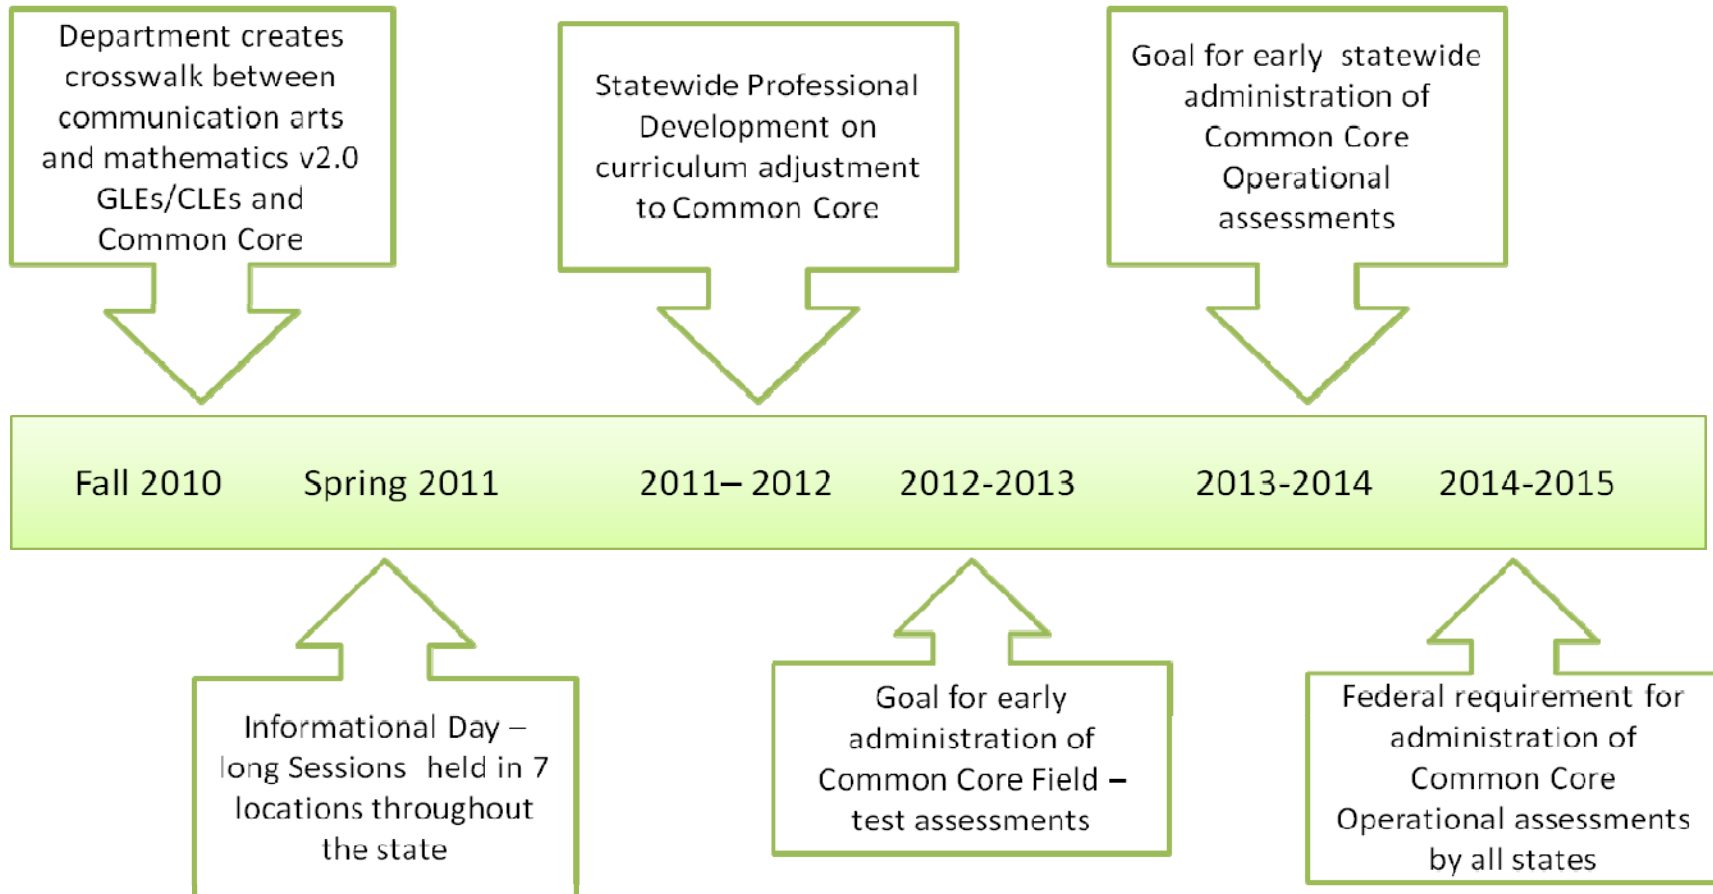 Department creates
crosswalk between
communication arts
and mathematics v2.0
GLEs/CLEs and
Common Core
Statewide Professional
Development on
curriculum adjustment
to Common Core
Goal for early statewide
administration of
Common Core
Operational
assessments
Fall 2010 Spring 2011 2011– 2012 2012-2013 2013-2014 2014-2015
Informational Day –
long Sessions held in 7
locations throughout
the state
Goal for early
administration of
Common Core Field –
test assessments
Federal requirement for
administration of
Common Core
Operational assessments
by all states